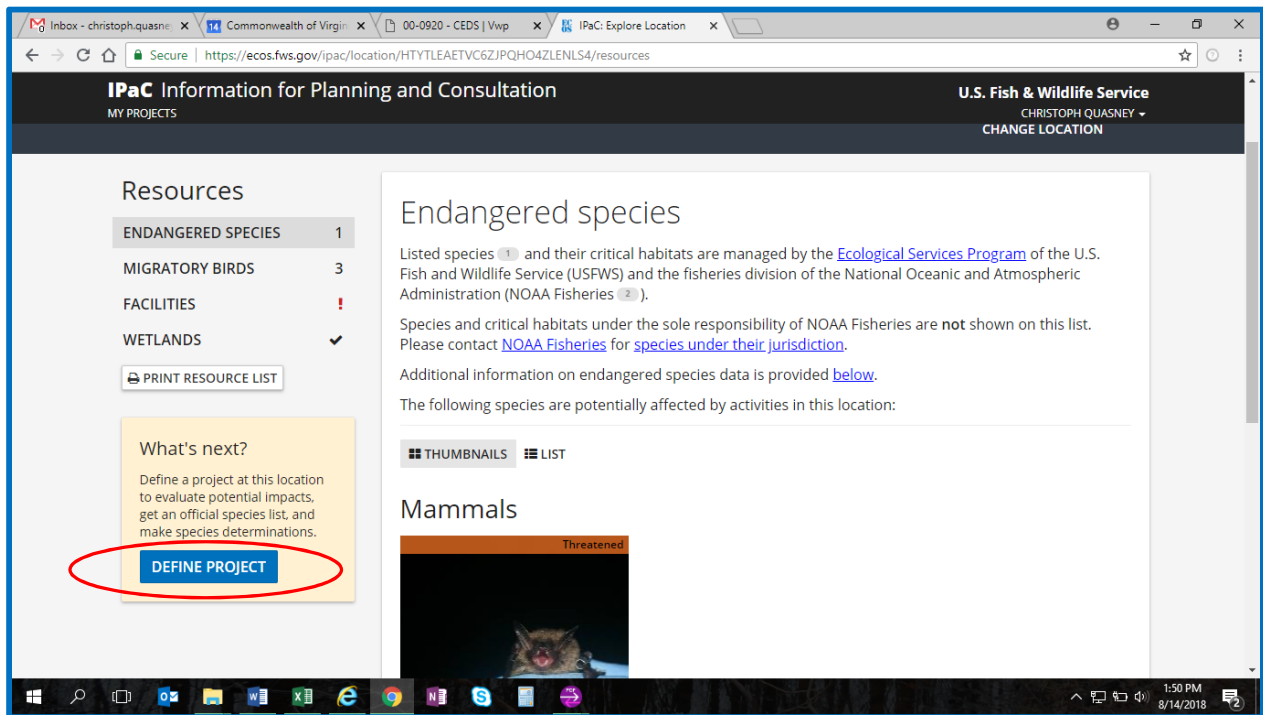 Inbox - christoph.quasne
14 Commonwealth of Virgin
00-0920 - CEDS | Vwp
IPaC: Explore Location
Secure | https://ecos.fws.gov/ipac/location/HTYTLEAETVC6ZJPQHO4ZLENLS4/resources
IPaC Information for Planning and Consultation
U.S. Fish & Wildlife Service
MY PROJECTS
CHRISTOPH QUASNEY
CHANGE LOCATION
Resources
ENDANGERED SPECIES 1
MIGRATORY BIRDS 3
FACILITIES !
WETLANDS
PRINT RESOURCE LIST
What's next?
Define a project at this location
to evaluate potential impacts,
get an official species list, and
make species determinations.
DEFINE PROJECT
Endangered species
Listed species 1 and their critical habitats are managed by the Ecological Services Program of the U.S.
Fish and Wildlife Service (USFWS) and the fisheries division of the National Oceanic and Atmospheric
Administration (NOAA Fisheries 2 ).
Species and critical habitats under the sole responsibility of NOAA Fisheries are not shown on this list.
Please contact NOAA Fisheries for species under their jurisdiction.
Additional information on endangered species data is provided below.
The following species are potentially affected by activities in this location:
THUMBNAILS LIST
Mammals
Threatened
1:50 PM
8/14/2018
2